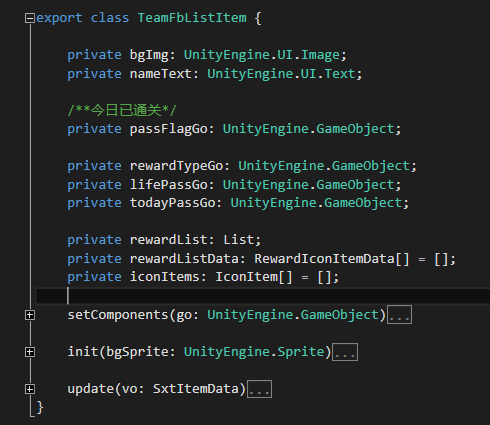 export class TeamFbListItem {
private bgImg: UnityEngine.UI.Image;
private nameText: UnityEngine.UI.Text;
/**今日已通关*/
private passFlagGo: UnityEngine.GameObject;
private rewardTypeGo: UnityEngine.GameObject;
private lifePassGo: UnityEngine.GameObject;
private todayPassGo: UnityEngine.GameObject;
private rewardList: List;
private rewardListData: RewardIconItemData[] = [];
private iconItems: IconItem[] = [];
setComponents(go: UnityEngine.GameObject)...
init(bgSprite: UnityEngine.Sprite)...
update(vo: SxtItemData)...
}